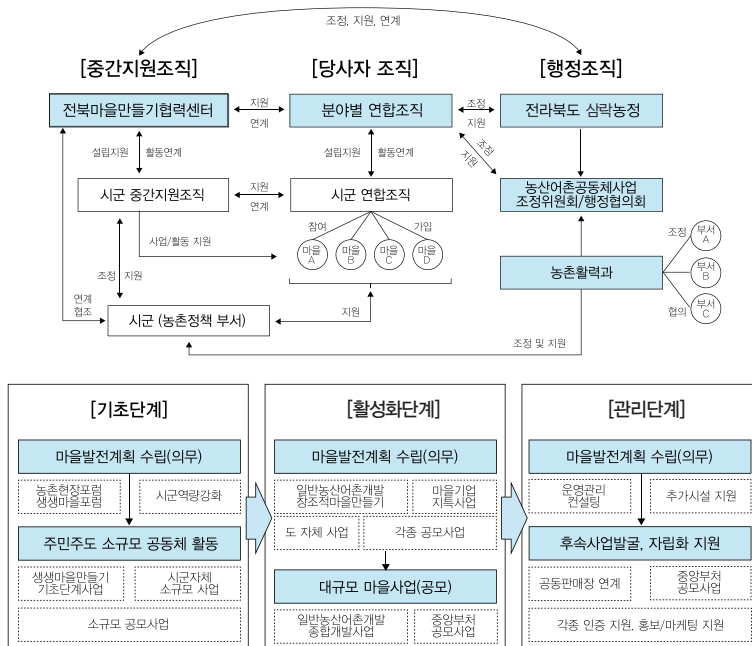 조정, 지원, 연계
[중간지원조직]
[당사자 조직]
[행정조직]
전북마을만들기협력센터
지원
연계
분야별 연합조직
조정
지원
전라북도 삼락농정
설립지원
활동연계
설립지원
활동연계
조정
지원
시군 중간지원조직
지원
연계
시군 연합조직
농산어촌공동체사업
조정위원회/행정협의회
참여
가입
사업/활동 지원
마을
A
마을
B
마을
C
마을
D
조정
부서
A
조정
지원
농촌활력과
부서
B
연계
협조
협의
부서
C
시군 (농촌정책 부서)
지원
조정 및 지원
[기초단계]
마을발전계획 수립(의무)
농촌현장포럼
생생마을포럼
시군역량강화
주민주도 소규모 공동체 활동
생생마을만들기
기초단계사업
시군자체
소규모 사업
소규모 공모사업
[활성화단계]
마을발전계획 수립(의무)
일반농산어촌개발
창조적마을만들기
마을기업
지특사업
도 자체 사업
각종 공모사업
대규모 마을사업(공모)
일반농산어촌개발
종합개발사업
중앙부처
공모사업
[관리단계]
마을발전계획 수립(의무)
운영관리
컨설팅
추가시설 지원
후속사업발굴, 자립화 지원
공동판매장 연계
중앙부처
공모사업
각종 인증 지원, 홍보/마케팅 지원